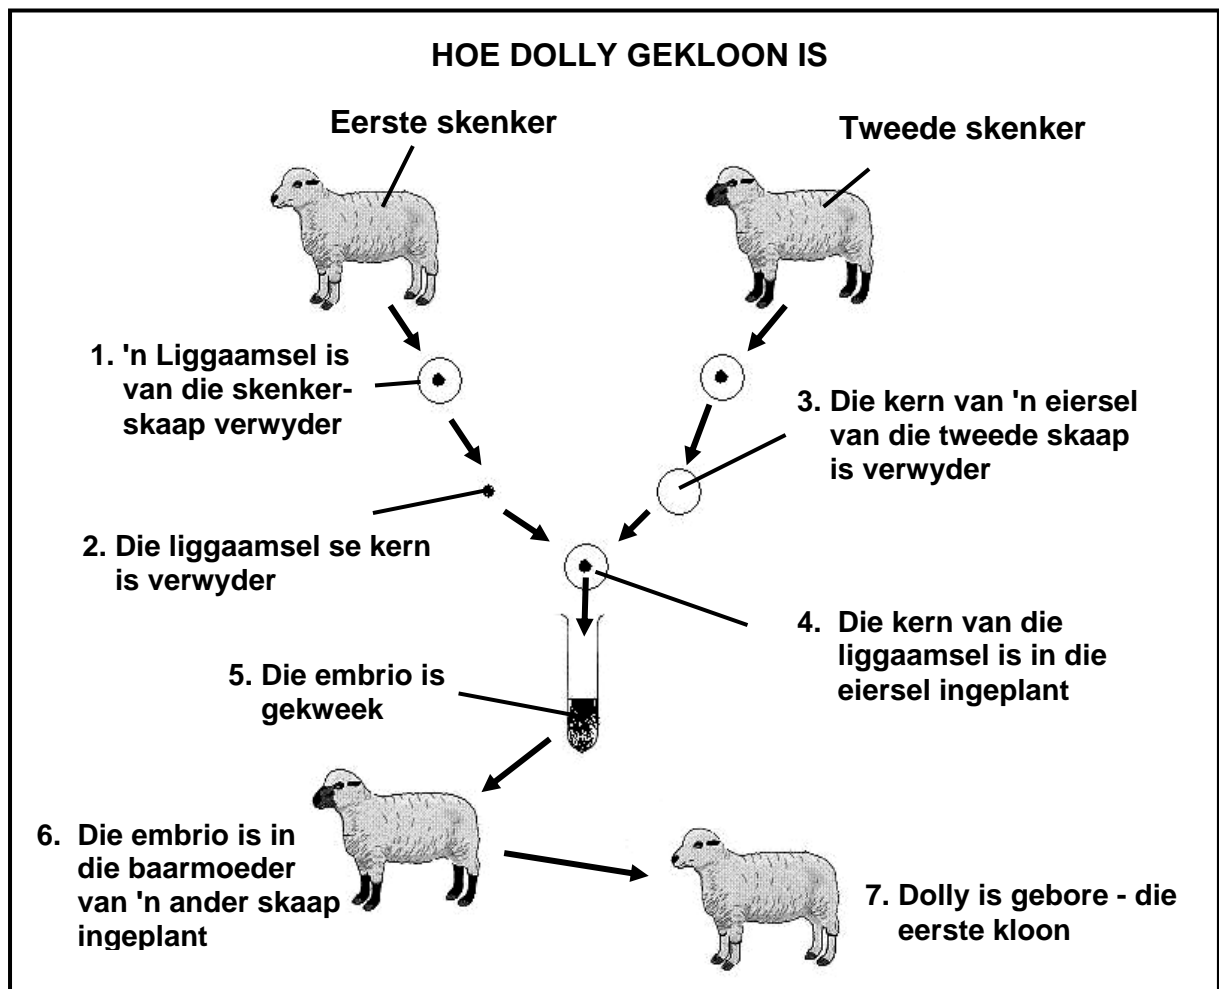 HOE DOLLY GEKLOON IS
Eerste skenker
Tweede skenker
1. 'n Liggaamsel is
van die skenker-
skaap verwyder
2. Die liggaamsel se kern
is verwyder
3. Die kern van 'n eiersel
van die tweede skaap
is verwyder
4. Die kern van die
liggaamsel is in die
eiersel ingeplant
5. Die embrio is
gekweek
6. Die embrio is in
die baarmoeder
van 'n ander skaap
ingeplant
7. Dolly is gebore - die
eerste kloon